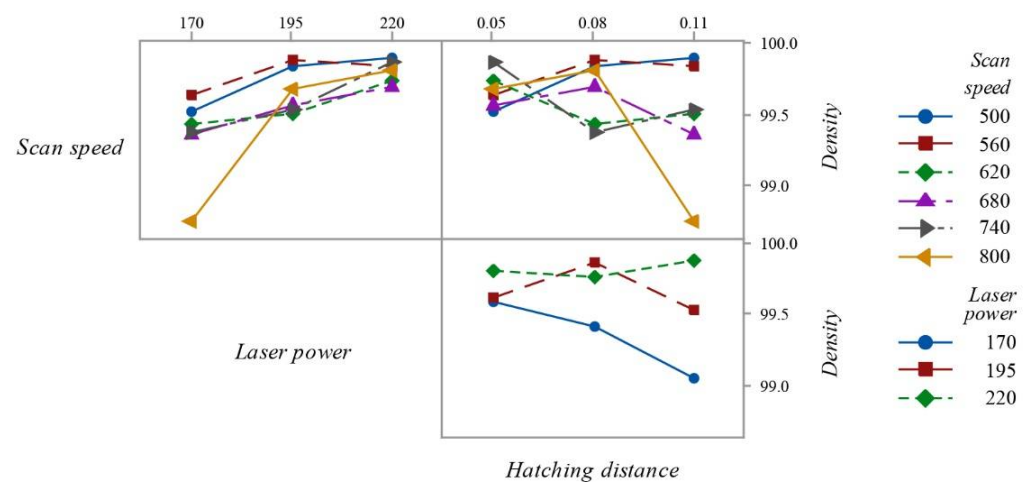 170 195 220 0.05 0.08 0.11
100.0
99.5
99.0
Scan speed
Density
Scan
speed
500
560
620
680
740
800
100.0
99.5
99.0
Laser power
Density
Laser
power
170
195
220
Hatching distance